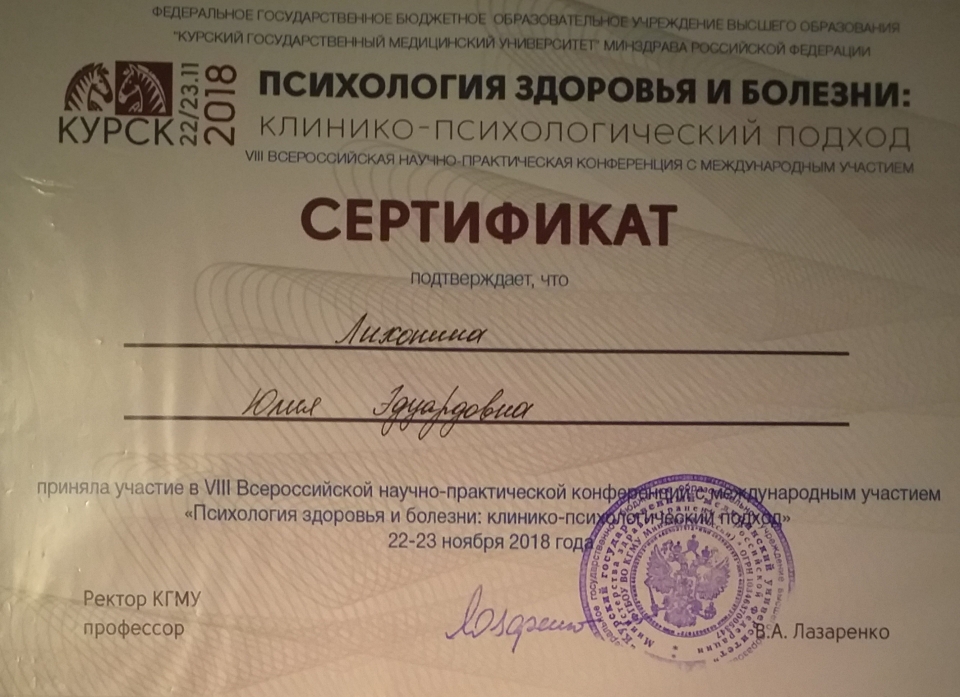 ФЕДЕРАЛЬНОЕ ГОСУДАРСТВЕННОЕ БЮДЖЕТНОЕ ОБРАЗОВАТЕЛЬНОЕ УЧРЕЖДЕНИЕ ВЫСШЕГО ОБРАЗОВАНИЯ
"КУРСКИЙ ГОСУДАРСТВЕННЫЙ МЕДИЦИНСКИЙ УНИВЕРСИТЕТ" МИНЗДРАВА РОССИЙСКОЙ ФЕДЕРАЦИИ
КУРСК
22/23.11
2018
ПСИХОЛОГИЯ ЗДОРОВЬЯ И БОЛЕЗНИ:
КЛИНИКО-ПСИХОЛОГИЧЕСКИЙ ПОДХОД
VIII ВСЕРОССИЙСКАЯ НАУЧНО-ПРАКТИЧЕСКАЯ КОНФЕРЕНЦИЯ С МЕЖДУНАРОДНЫМ УЧАСТИЕМ
СЕРТИФИКАТ
подтверждает, что
Лихонина
Юлия Эдуардовна
приняла участие в VIII Всероссийской научно-практической конференции с международным участием
«Психология здоровья и болезни: клинико-психологический подход»
22-23 ноября 2018 года
Ректор КГМУ
профессор
В.А. Лазаренко